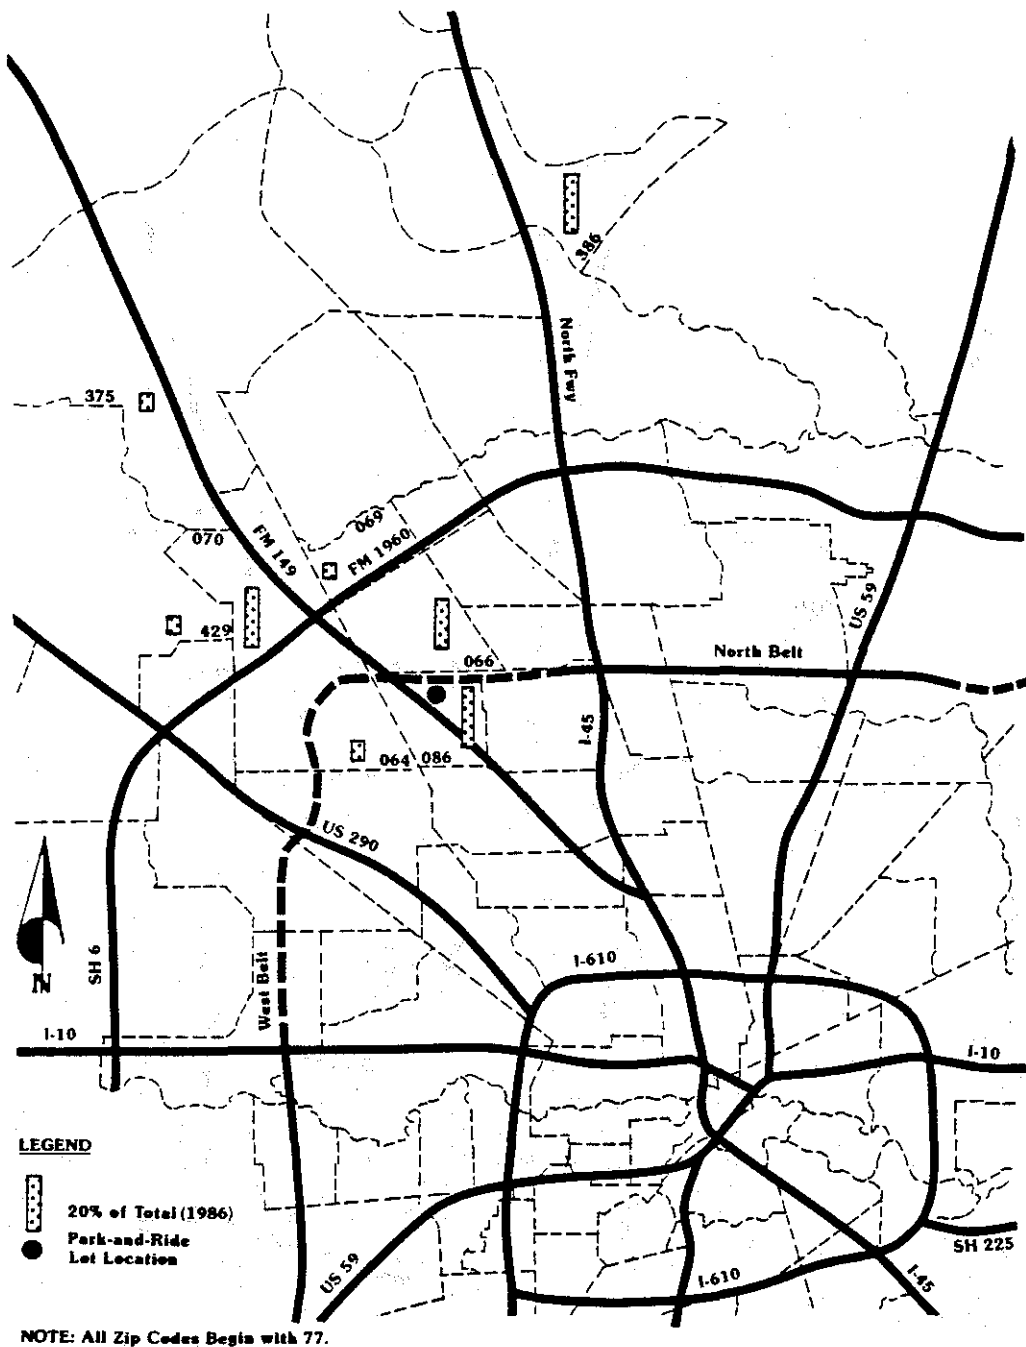 386
North Fwy
375
069
070
FM 149
FM 1960
US 59
429
066
North Belt
I-45
064 086
US 290
SH 6
West Belt
I-610
I-10
I-10
LEGEND
20% of Total (1986)
Park-and-Ride
Lot Location
N
US 59
I-610
SH 225
I-45
NOTE: All Zip Codes Begin with 77.